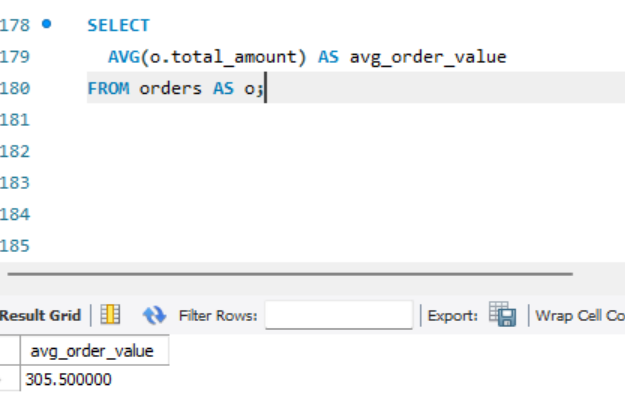 178 SELECT
179 AVG(o.total_amount) AS avg_order_value
180 FROM orders AS o;
181
182
183
184
185
Result Grid Filter Rows: Export: Wrap Cell Co
avg_order_value
305.500000